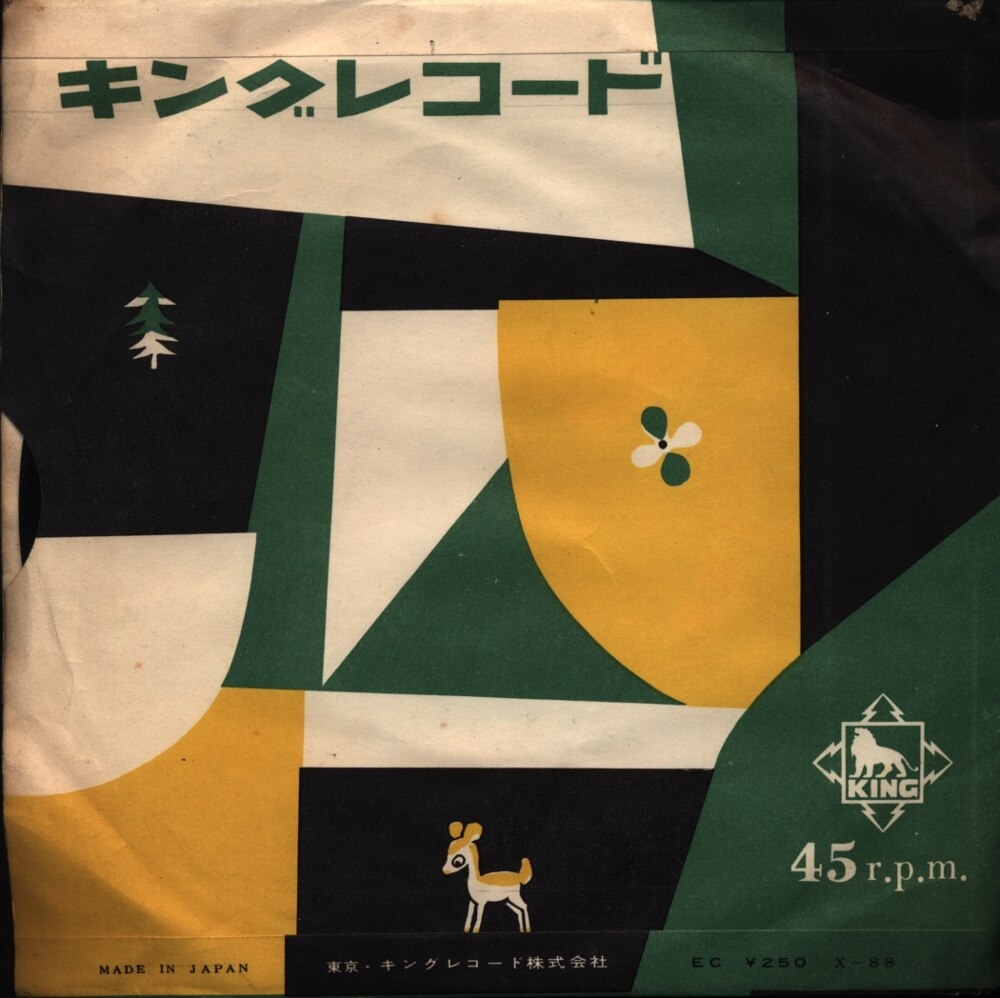 キングレコード
KING
45 r.p.m.
MADE IN JAPAN
東京・キングレコード株式会社
EC ¥250 X-88